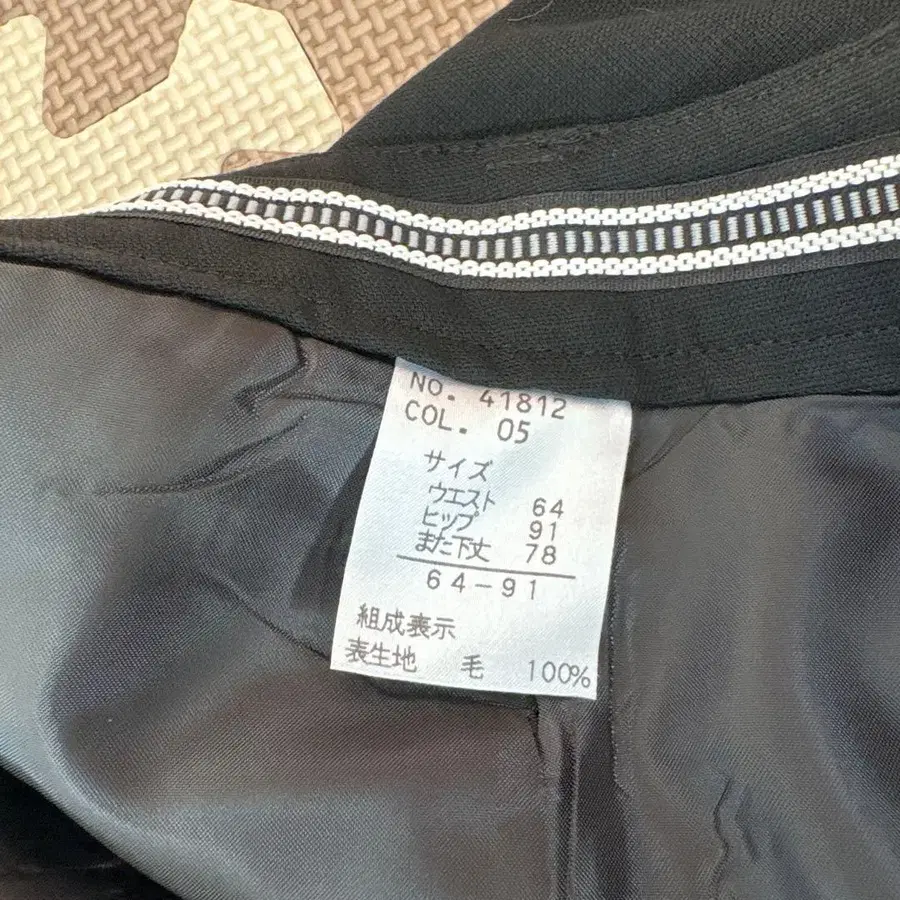 NO. 41812
COL. 05
サイズ
ウエスト 64
ヒップ 91
また下丈 78
64-91
組成表示
表生地 毛 100%